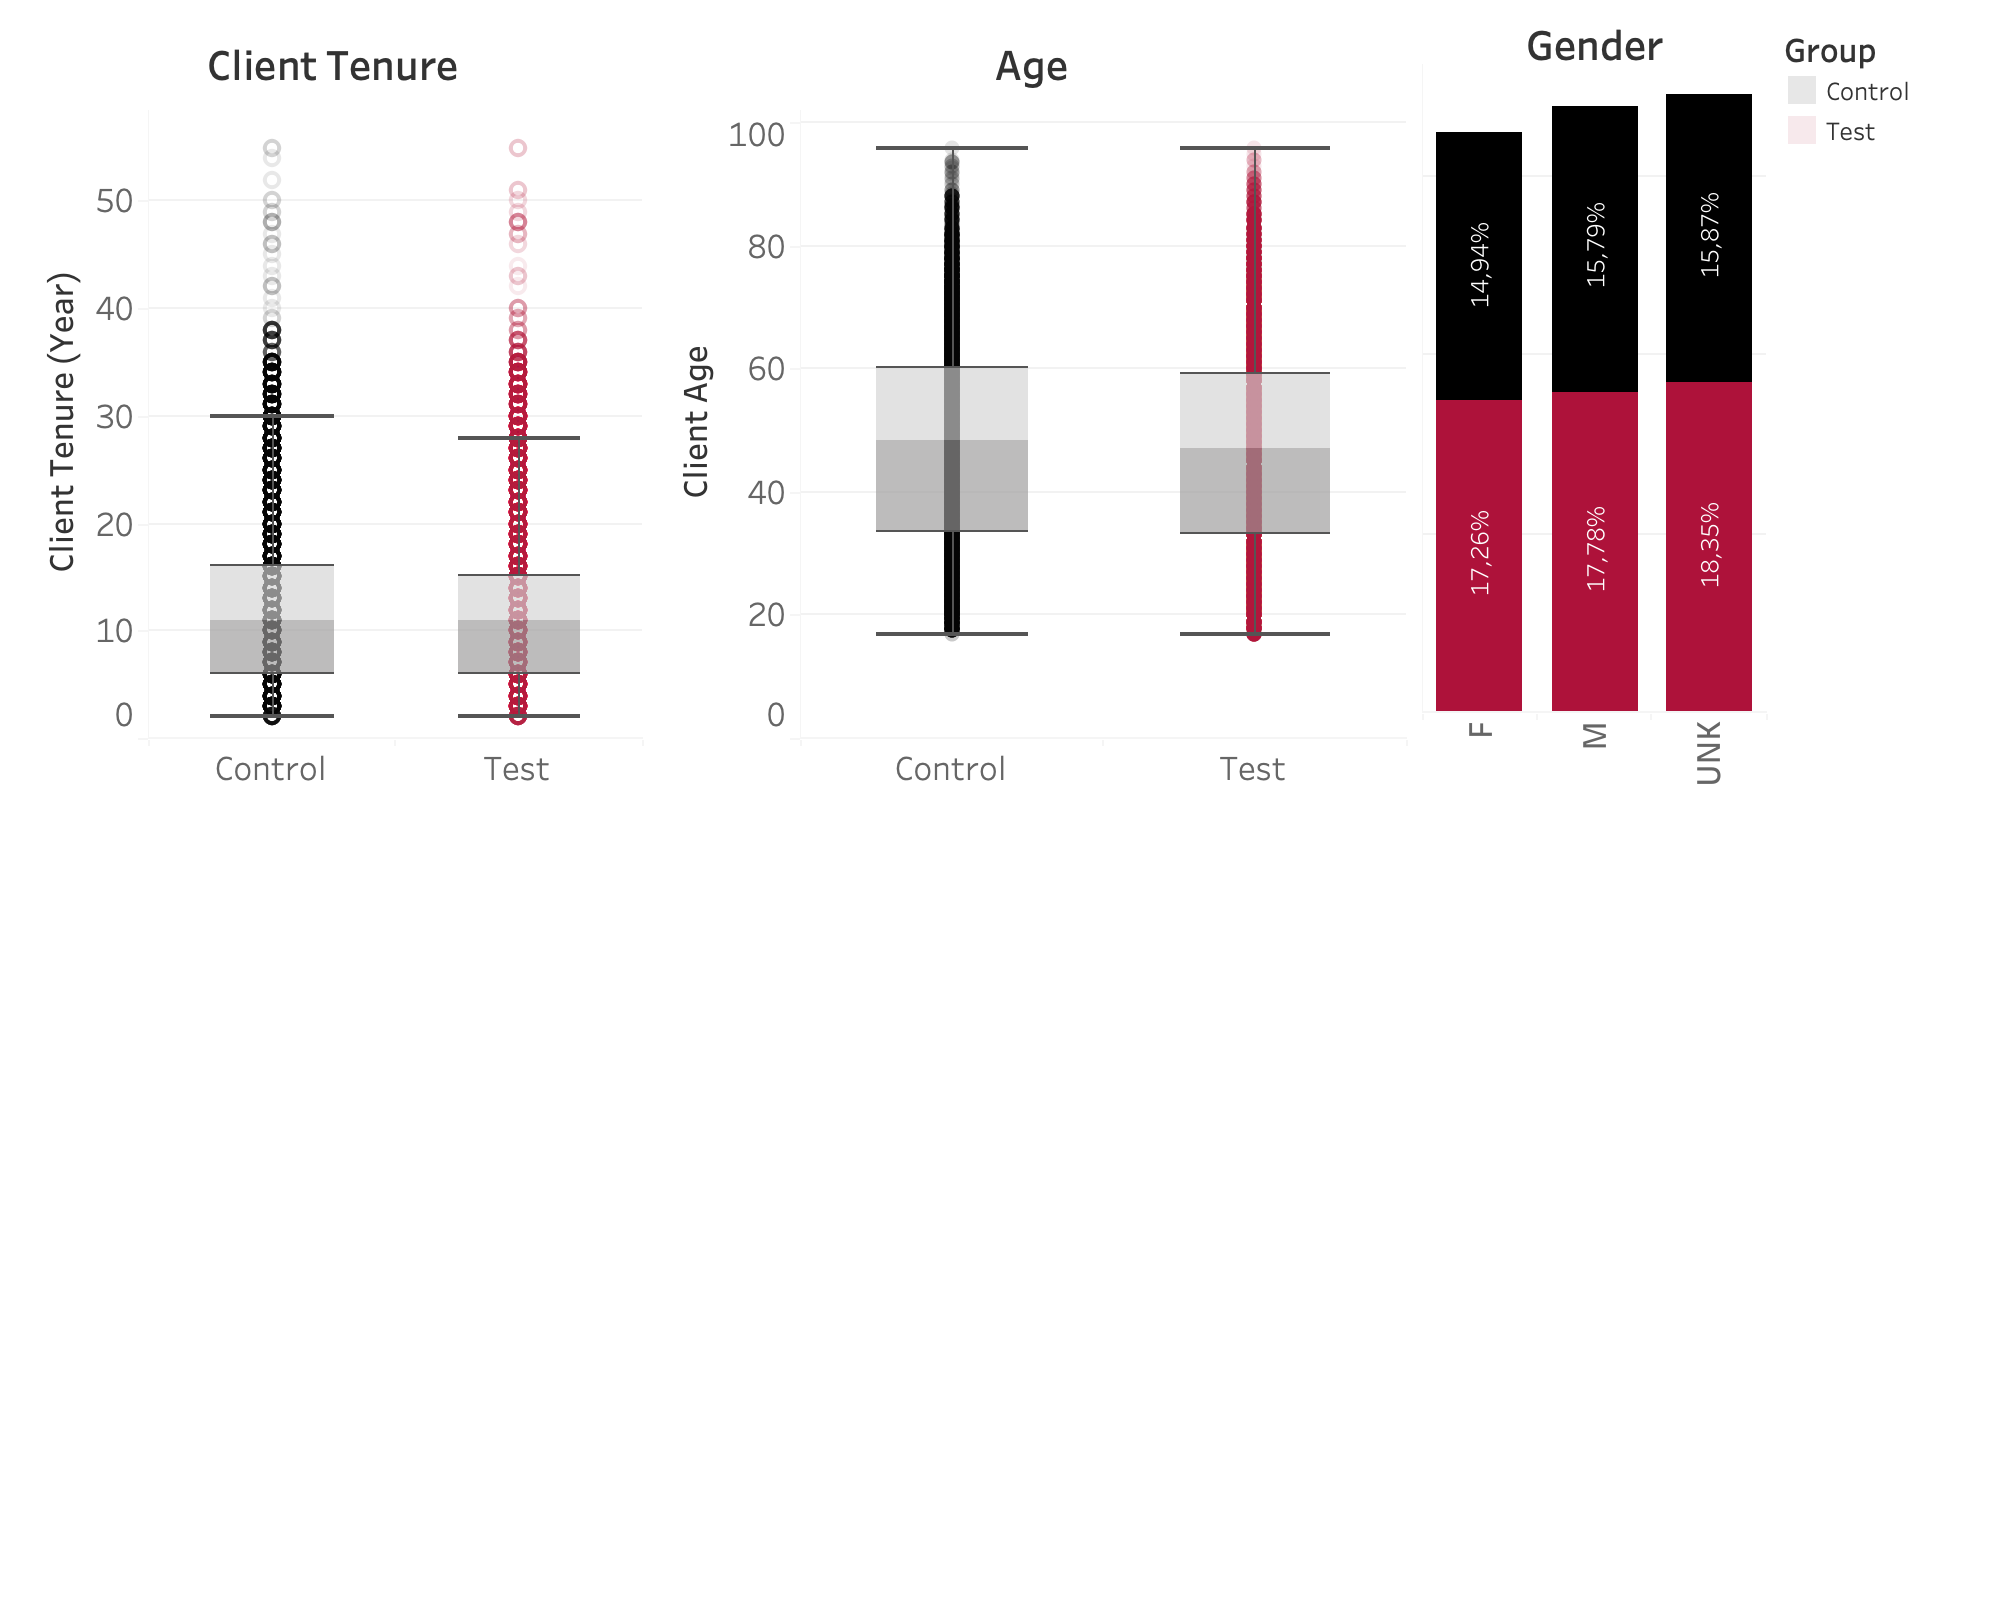 Client Tenure
Client Tenure (Year)
50
40
30
20
10
0
Control
Test
Age
Client Age
100
80
60
40
20
0
Control
Test
Gender
14,94%
15,79%
15,87%
17,26%
17,78%
18,35%
F
M
UNK
Group
Control
Test